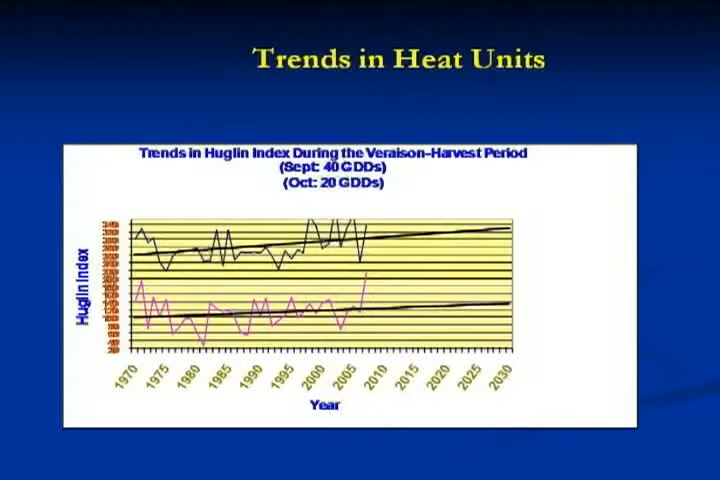 Trends in Heat Units
Trends in Huglin Index During the Veraison-Harvest Period
(Sept: 40 GDDs)
(Oct: 20 GDDs)
Huglin Index
1970 1975 1980 1985 1990 1995 2000 2005 2010 2015 2020 2025 2030
Year